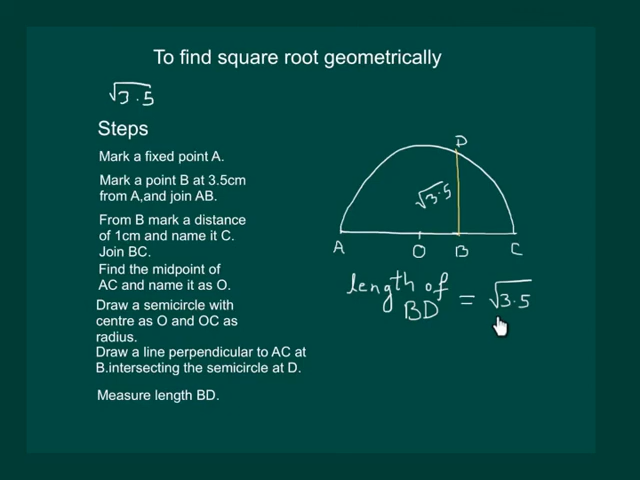 To find square root geometrically
√3.5
Steps
Mark a fixed point A.
Mark a point B at 3.5cm
from A,and join AB.
From B mark a distance
of 1cm and name it C.
Join BC.
Find the midpoint of
AC and name it as O.
Draw a semicircle with
centre as O and OC as
radius.
Draw a line perpendicular to AC at
B.intersecting the semicircle at D.
Measure length BD.
D
√3.5
A O B C
length of
BD = √3.5